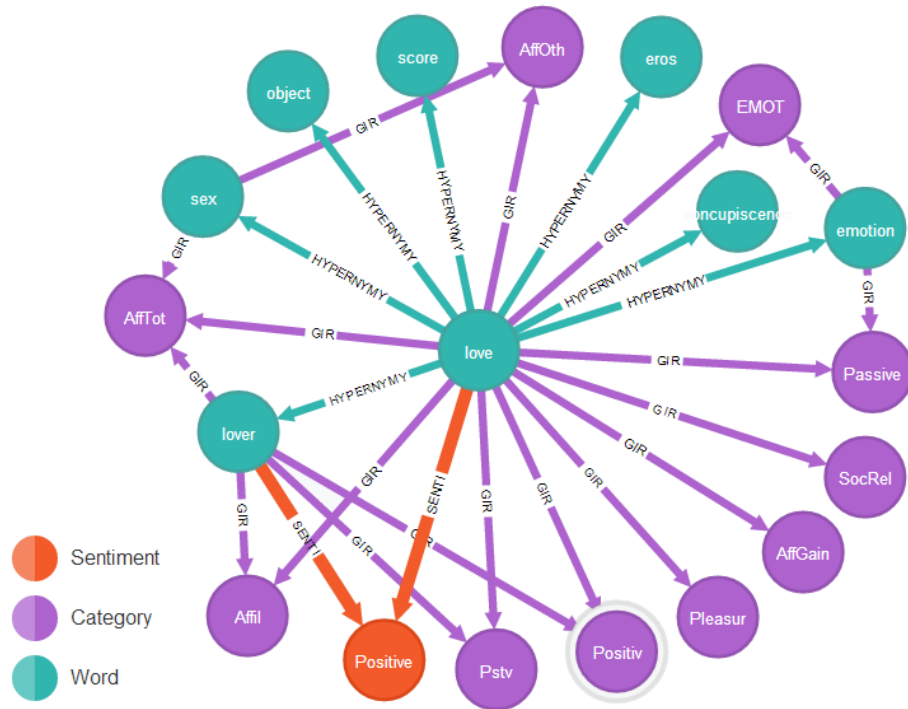 AffOth
score
eros
object
EMOT
GIR
GIR
HYPERNYMY
HYPERNYMY
GIR
HYPERNYMY
GIR
GIR
sex
oncupiscence
emotion
GIR
HYPERNYMY
HYPERNYMY
HYPERNYMY
GIR
AffTot
GIR
love
GIR
Passive
GIR
HYPERNYMY
GIR
lover
GIR
GIR
SENTI
GIR
GIR
GIR
SocRel
GIR
SENTI
GIR
GIR
AffGain
Sentiment
Category
Word
Affil
Positive
Pstv
Positiv
Pleasur